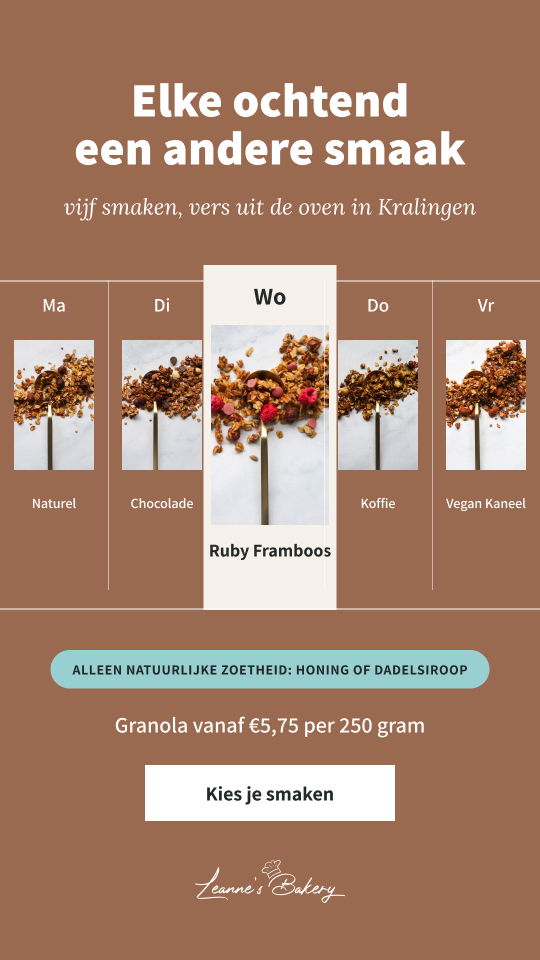 Elke ochtend
een andere smaak
vijf smaken, vers uit de oven in Kralingen
Ma
Di
Wo
Do
Vr
Naturel
Chocolade
Ruby Framboos
Koffie
Vegan Kaneel
ALLEEN NATUURLIJKE ZOETHEID: HONING OF DADELSIROOP
Granola vanaf €5,75 per 250 gram
Kies je smaken
Leanne's Bakery